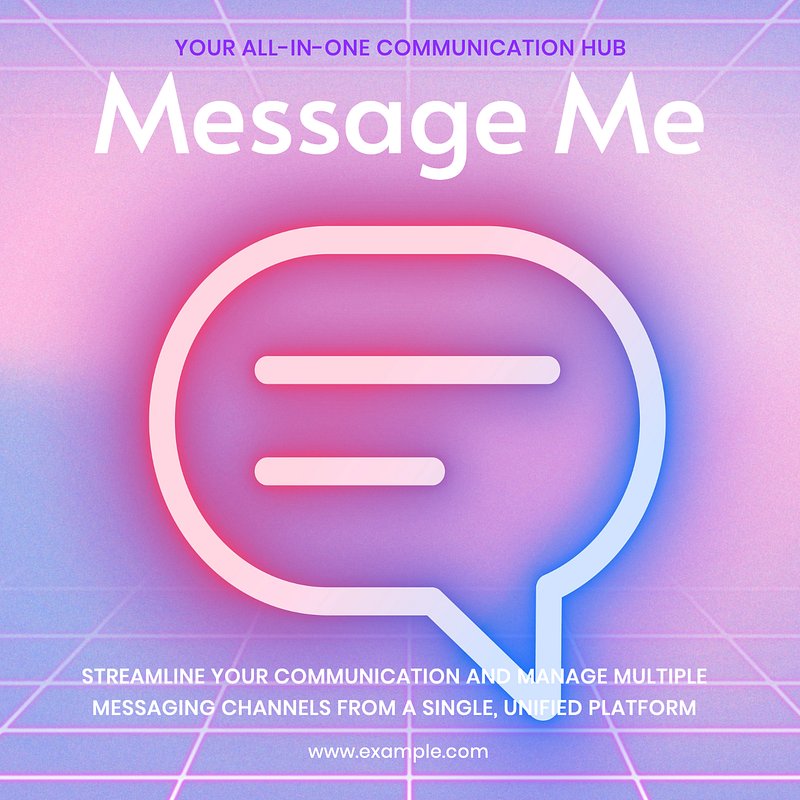 YOUR ALL-IN-ONE COMMUNICATION HUB
Message Me
STREAMLINE YOUR COMMUNICATION AND MANAGE MULTIPLE
MESSAGING CHANNELS FROM A SINGLE, UNIFIED PLATFORM
www.example.com